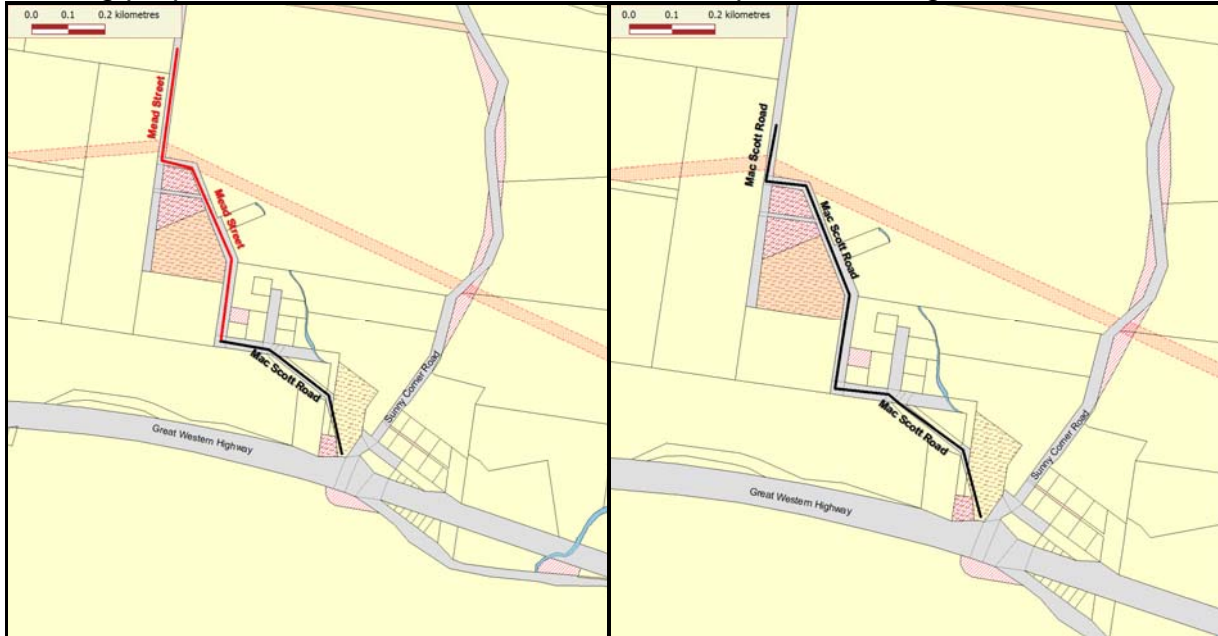 0.0 0.1 0.2 kilometres
Mead Street
Mead Street
Mac Scott Road
Sunny Corner Road
Great Western Highway
0.0 0.1 0.2 kilometres
Mac Scott Road
Mac Scott Road
Mac Scott Road
Sunny Corner Road
Great Western Highway